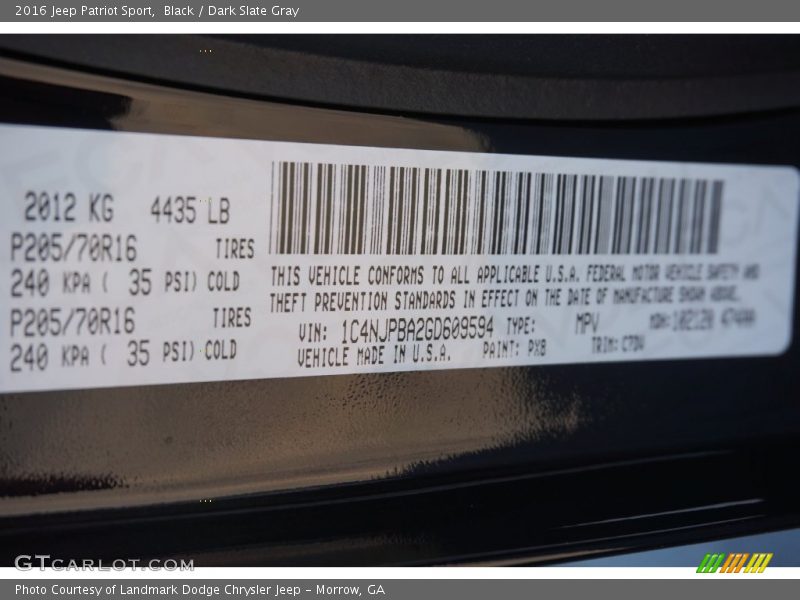 2016 Jeep Patriot Sport, Black / Dark Slate Gray
2012 KG 4435 LB
P205/70R16 TIRES
240 KPA ( 35 PSI) COLD
P205/70R16 TIRES
240 KPA ( 35 PSI) COLD
THIS VEHICLE CONFORMS TO ALL APPLICABLE U.S.A. FEDERAL MOTOR VEHICLE SAFETY AND
THEFT PREVENTION STANDARDS IN EFFECT ON THE DATE OF MANUFACTURE SHOWN ABOVE.
VIN: 1C4NJPBA2GD609594 TYPE: MPV
VEHICLE MADE IN U.S.A. PAINT: PXB TRIM:
GTCARLOT.COM
Photo Courtesy of Landmark Dodge Chrysler Jeep – Morrow, GA